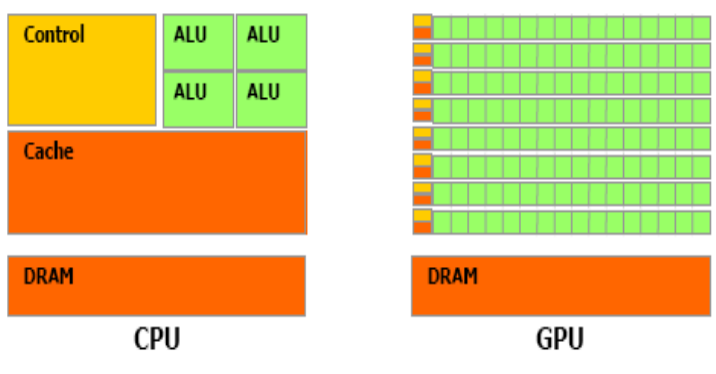 Control
ALU
ALU
ALU
ALU
Cache
DRAM
CPU
DRAM
GPU